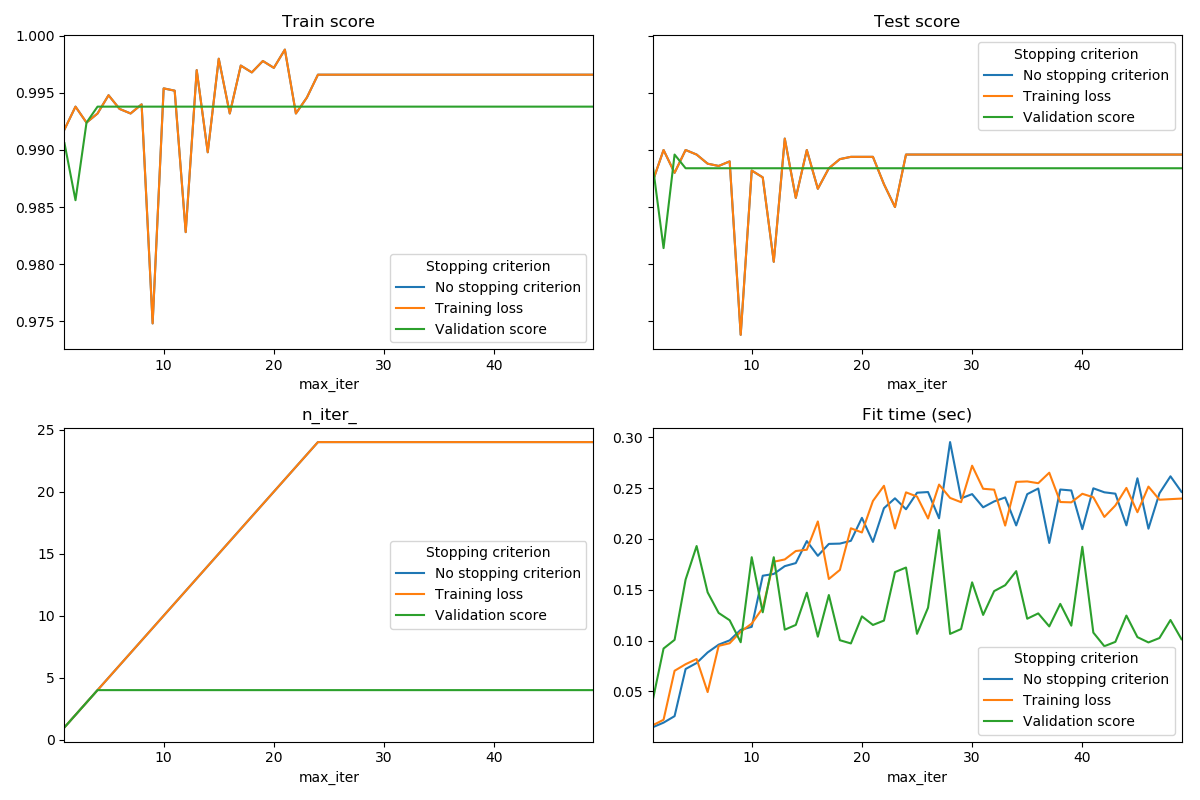 Train score
1.000
0.995
0.990
0.985
0.980
0.975
Stopping criterion
No stopping criterion
Training loss
Validation score
10 20 30 40
max_iter
Test score
Stopping criterion
No stopping criterion
Training loss
Validation score
10 20 30 40
max_iter
n_iter_
25
20
15
10
5
0
Stopping criterion
No stopping criterion
Training loss
Validation score
10 20 30 40
max_iter
Fit time (sec)
0.30
0.25
0.20
0.15
0.10
0.05
Stopping criterion
No stopping criterion
Training loss
Validation score
10 20 30 40
max_iter